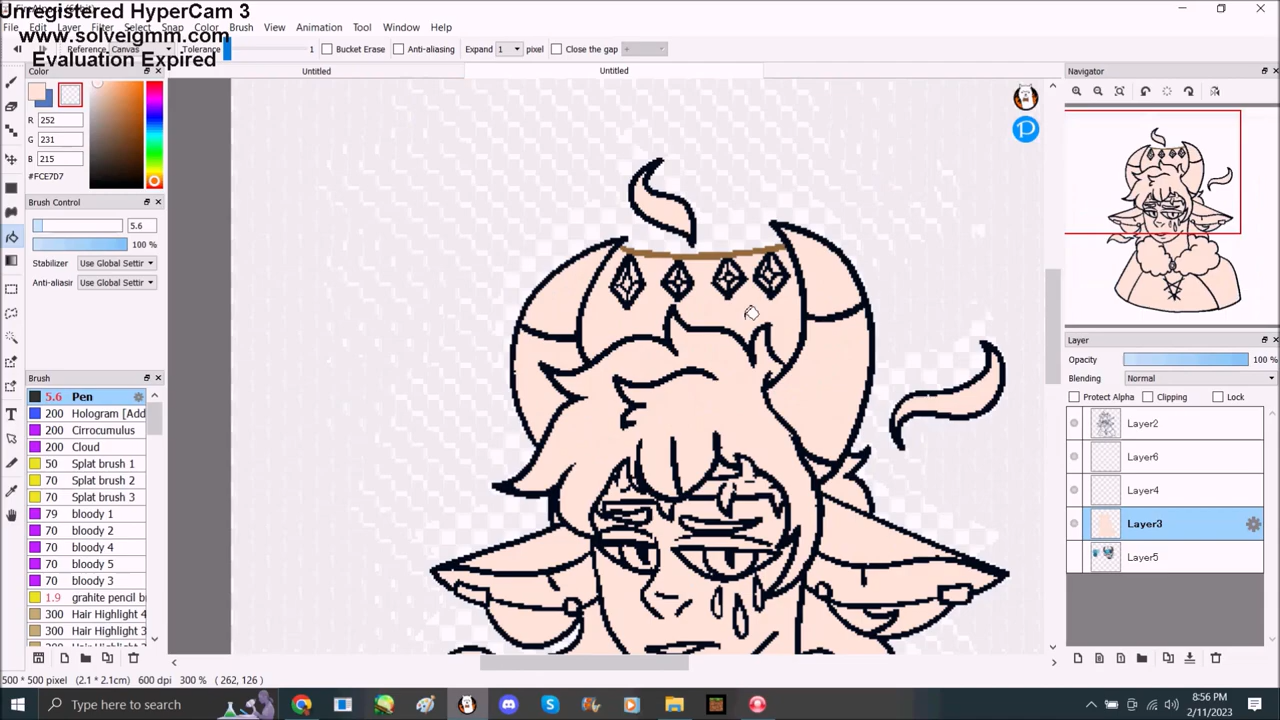 Unregistered HyperCam 3
www.solveigmm.com
Evaluation Expired
File Edit Layer Filter Select Snap Color Brush View Animation Tool Window Help
Reference Canvas Tolerance 1 Bucket Erase Anti-aliasing Expand 1 pixel Close the gap
Color Untitled Untitled Navigator
R 252
G 231
B 215
#FCE7D7
Brush Control
5.6
100 %
Stabilizer Use Global Settir
Anti-aliasir Use Global Settir
Brush
5.6 Pen
200 Hologram [Add
200 Cirrocumulus
200 Cloud
50 Splat brush 1
70 Splat brush 2
70 Splat brush 3
79 bloody 1
70 bloody 2
70 bloody 4
70 bloody 5
70 bloody 3
1.9 grahite pencil b
300 Hair Highlight 4
300 Hair Highlight 3
Layer
Opacity 100 %
Blending Normal
Protect Alpha Clipping Lock
Layer2
Layer6
Layer4
Layer3
Layer5
500 * 500 pixel (2.1 * 2.1cm) 600 dpi 300 % ( 262, 126)
Type here to search
8:56 PM
2/11/2023